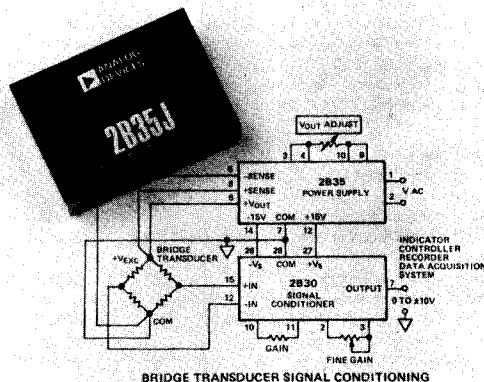 ANALOG
DEVICES
2B35J
VOUT ADJUST
3 4 10 9
6 -SENSE
8 +SENSE
6 +VOUT
2B35
POWER SUPPLY
1
V AC
2
-15V COM +15V
14 7 12
BRIDGE
TRANSDUCER
+VEXC
COM
26 28 27
-VS COM +VS
15 +IN
12 -IN
2B30
SIGNAL
CONDITIONER
OUTPUT 7
INDICATOR
CONTROLLER
RECORDER
DATA ACQUISITION
SYSTEM
0 TO ±10V
10 11 2 3
GAIN
FINE GAIN
BRIDGE TRANSDUCER SIGNAL CONDITIONING